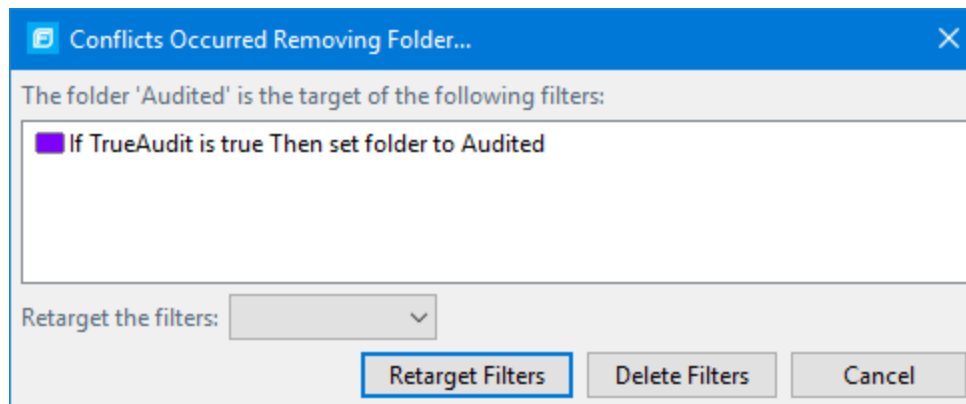 Conflicts Occurred Removing Folder...
The folder 'Audited' is the target of the following filters:
If TrueAudit is true Then set folder to Audited
Retarget the filters:
Retarget Filters Delete Filters Cancel